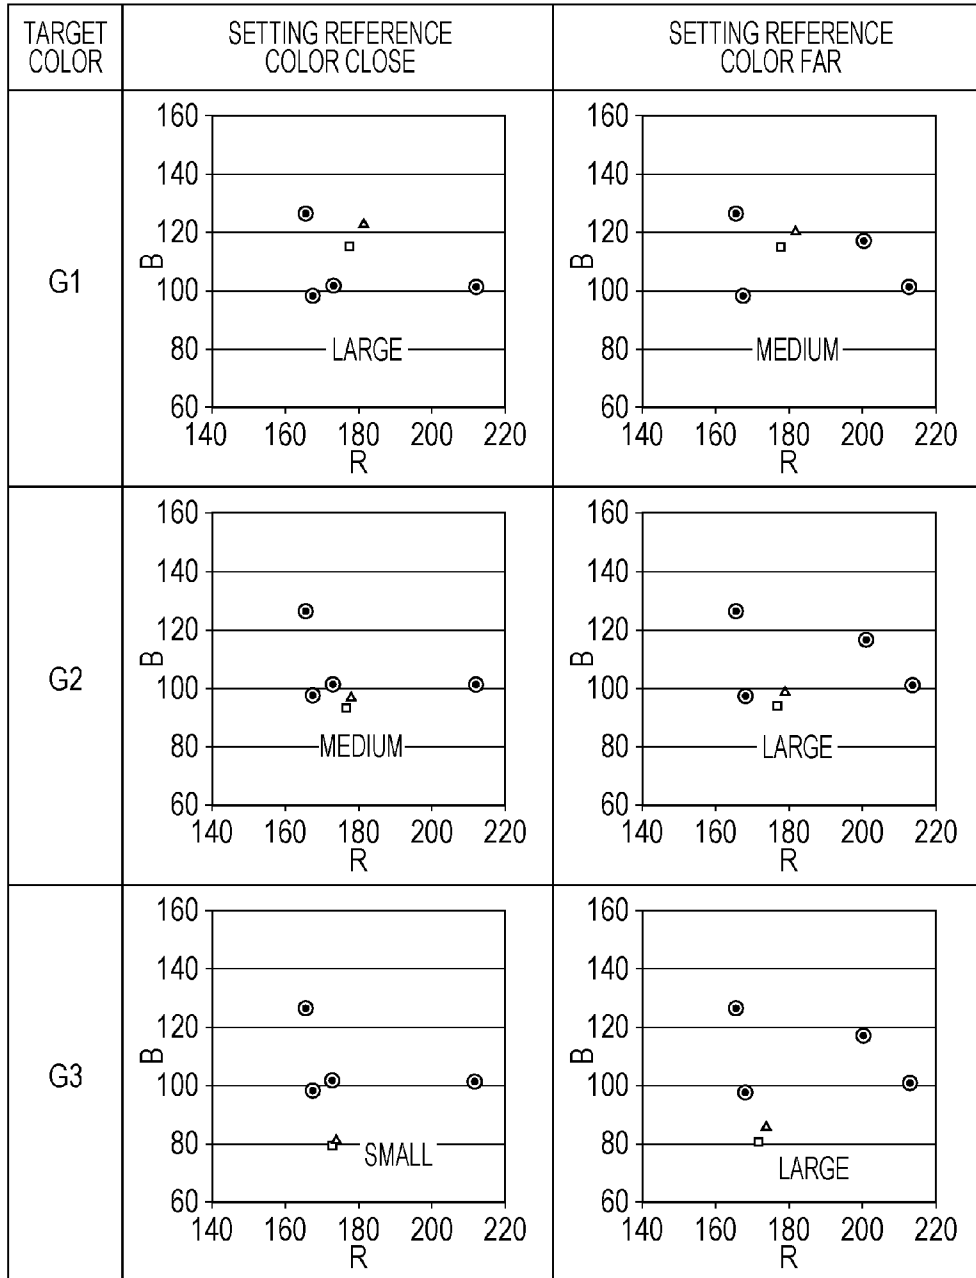 TARGET
COLOR
SETTING REFERENCE
COLOR CLOSE
SETTING REFERENCE
COLOR FAR
G1
160
140
120
100
80
60
B
LARGE
140 160 180 200 220
R
160
140
120
100
80
60
B
MEDIUM
140 160 180 200 220
R
G2
160
140
120
100
80
60
B
MEDIUM
140 160 180 200 220
R
160
140
120
100
80
60
B
LARGE
140 160 180 200 220
R
G3
160
140
120
100
80
60
B
SMALL
140 160 180 200 220
R
160
140
120
100
80
60
B
LARGE
140 160 180 200 220
R